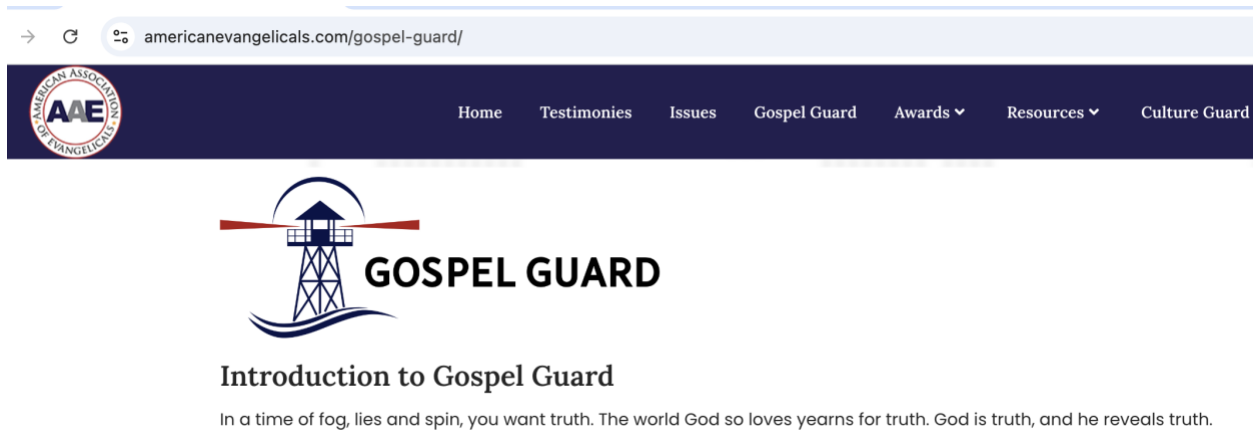 americanevangelicals.com/gospel-guard/
AMERICAN ASSOCIATION OF EVANGELICALS
AAE
Home Testimonies Issues Gospel Guard Awards Resources Culture Guard
GOSPEL GUARD
Introduction to Gospel Guard
In a time of fog, lies and spin, you want truth. The world God so loves yearns for truth. God is truth, and he reveals truth.